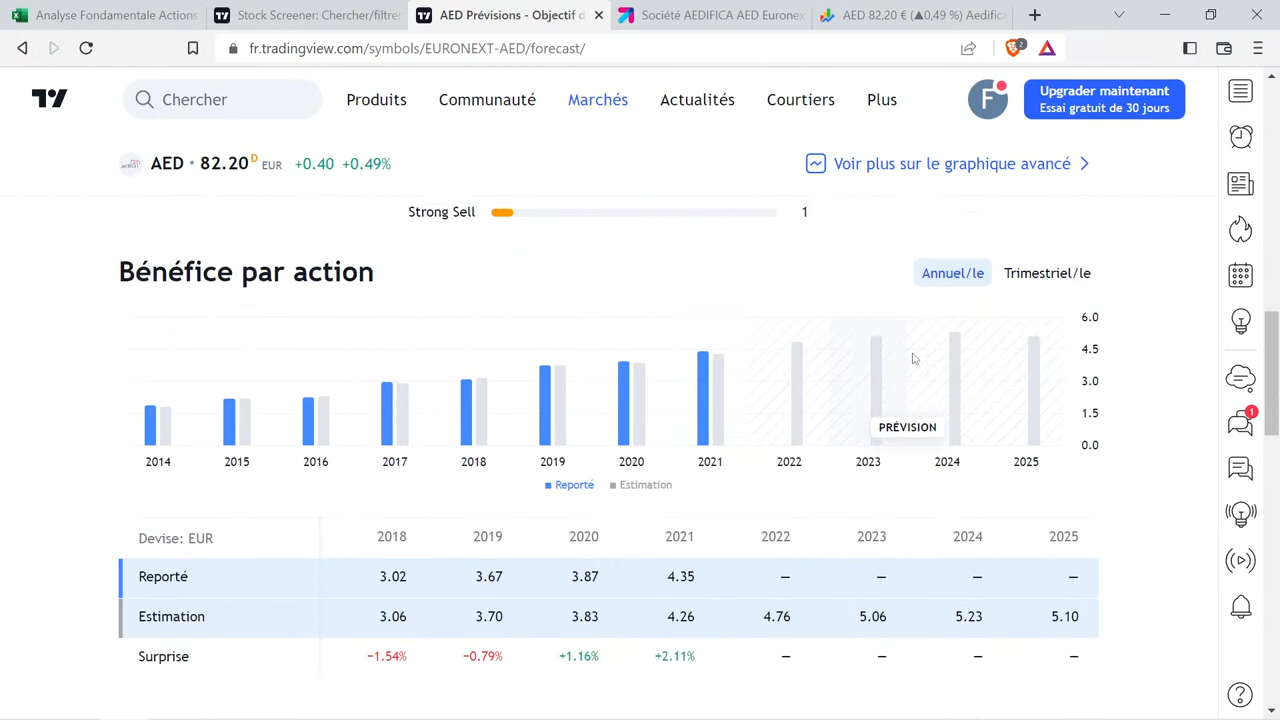 Analyse Fondamentale Actions
Stock Screener: Chercher/filtrer
AED Prévisions - Objectif d
Société AEDIFICA AED Euronex
AED 82,20 € (▲0,49 %) Aedific
fr.tradingview.com/symbols/EURONEXT-AED/forecast/
2
Chercher
Produits
Communauté
Marchés
Actualités
Courtiers
Plus
F
Upgrader maintenant
Essai gratuit de 30 jours
AED • 82.20 D EUR +0.40 +0.49%
Voir plus sur le graphique avancé
Strong Sell 1
Bénéfice par action
Annuel/le Trimestriel/le
6.0
4.5
3.0
1.5
0.0
PRÉVISION
2014 2015 2016 2017 2018 2019 2020 2021 2022 2023 2024 2025
Reporté Estimation
Devise: EUR 2018 2019 2020 2021 2022 2023 2024 2025
Reporté 3.02 3.67 3.87 4.35 — — — —
Estimation 3.06 3.70 3.83 4.26 4.76 5.06 5.23 5.10
Surprise −1.54% −0.79% +1.16% +2.11% — — — —
1